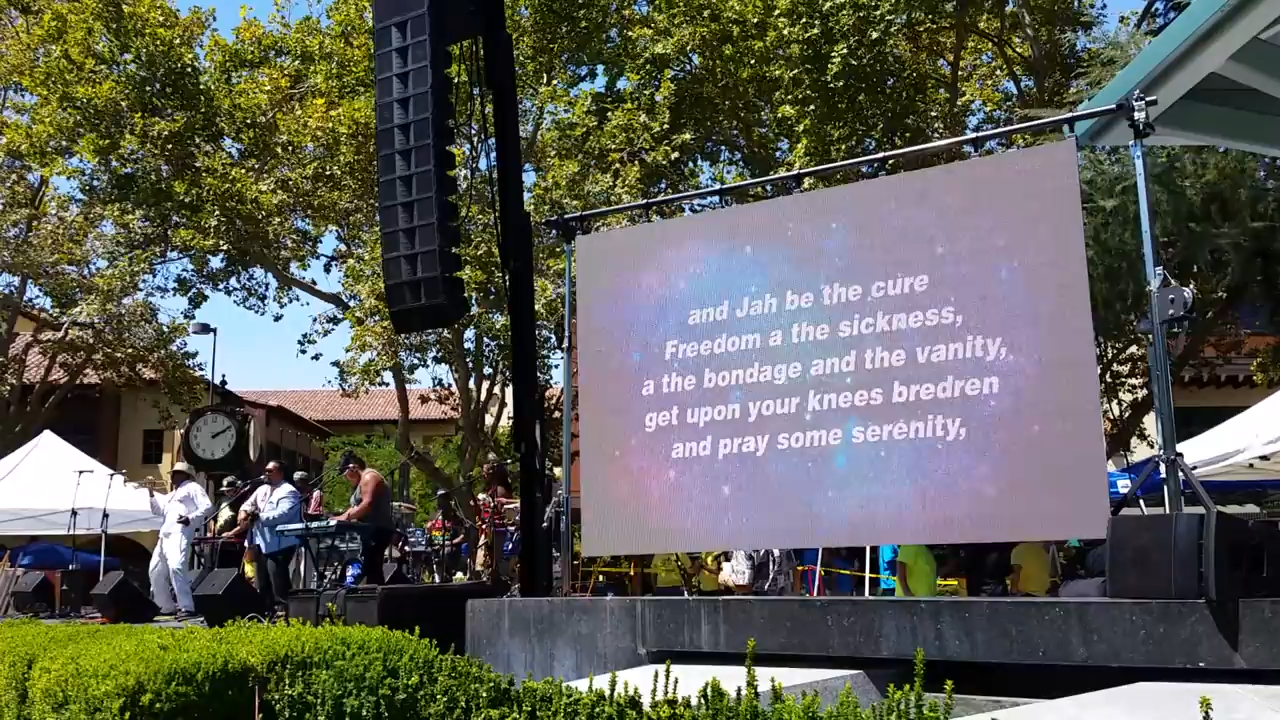 and Jah be the cure
Freedom a the sickness,
a the bondage and the vanity,
get upon your knees bredren
and pray some serenity,